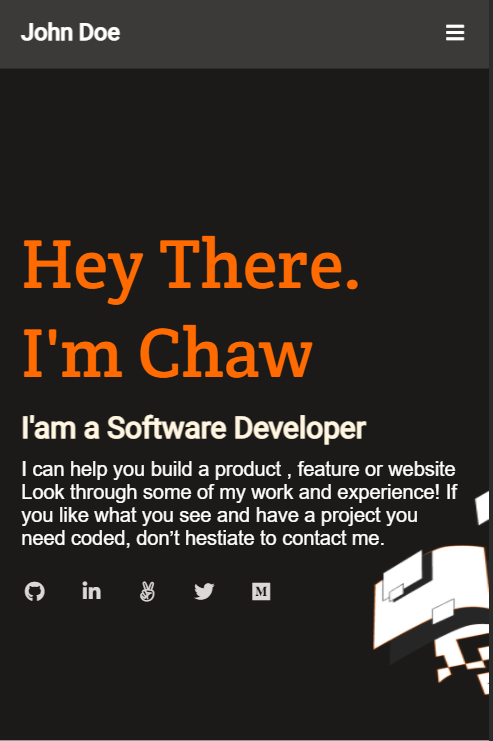 John Doe
Hey There.
I'm Chaw
I'am a Software Developer
I can help you build a product , feature or website
Look through some of my work and experience! If
you like what you see and have a project you
need coded, don’t hestiate to contact me.